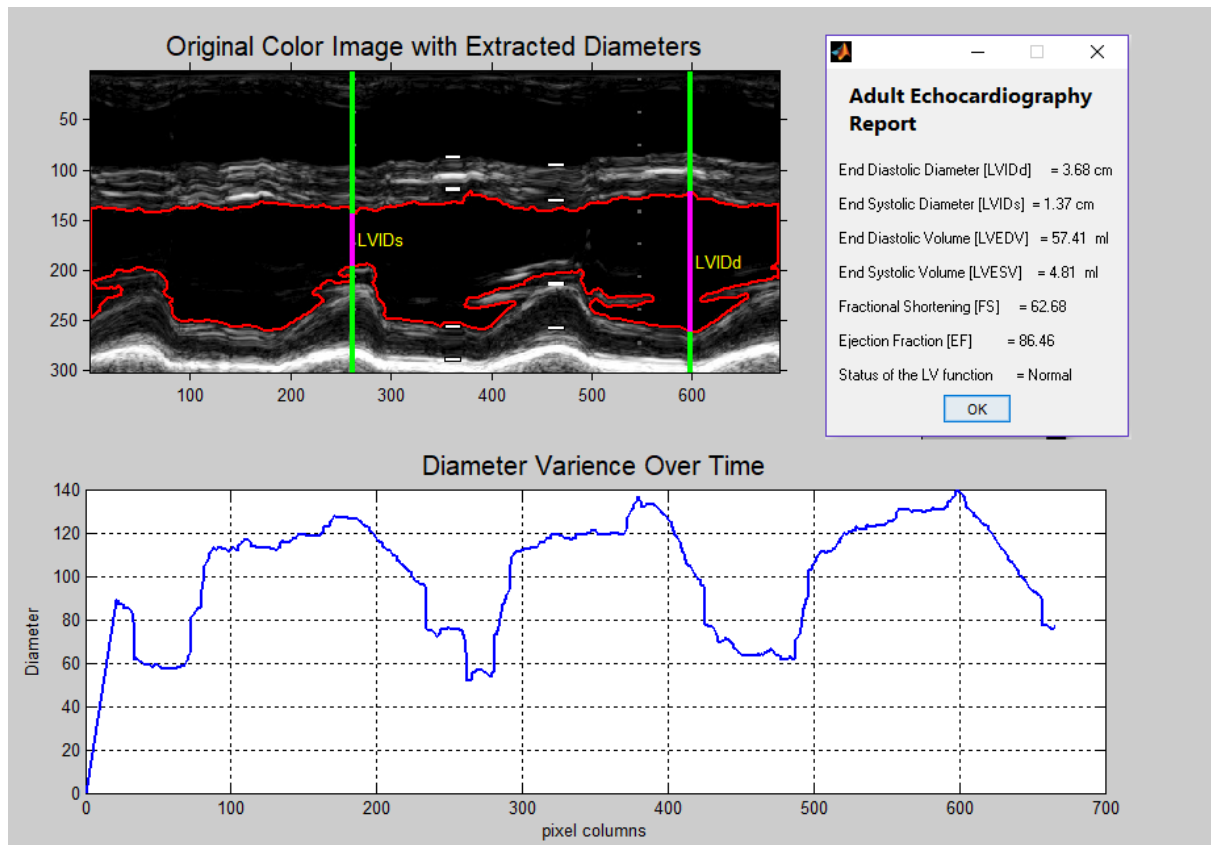 Original Color Image with Extracted Diameters
50
100
150
200
250
300
LVIDs
LVIDd
100 200 300 400 500 600
Adult Echocardiography
Report
End Diastolic Diameter [LVIDd] = 3.68 cm
End Systolic Diameter [LVIDs] = 1.37 cm
End Diastolic Volume [LVEDV] = 57.41 ml
End Systolic Volume [LVESV] = 4.81 ml
Fractional Shortening [FS] = 62.68
Ejection Fraction [EF] = 86.46
Status of the LV function = Normal
OK
Diameter Varience Over Time
140
120
100
80
60
40
20
0
Diameter
0 100 200 300 400 500 600 700
pixel columns